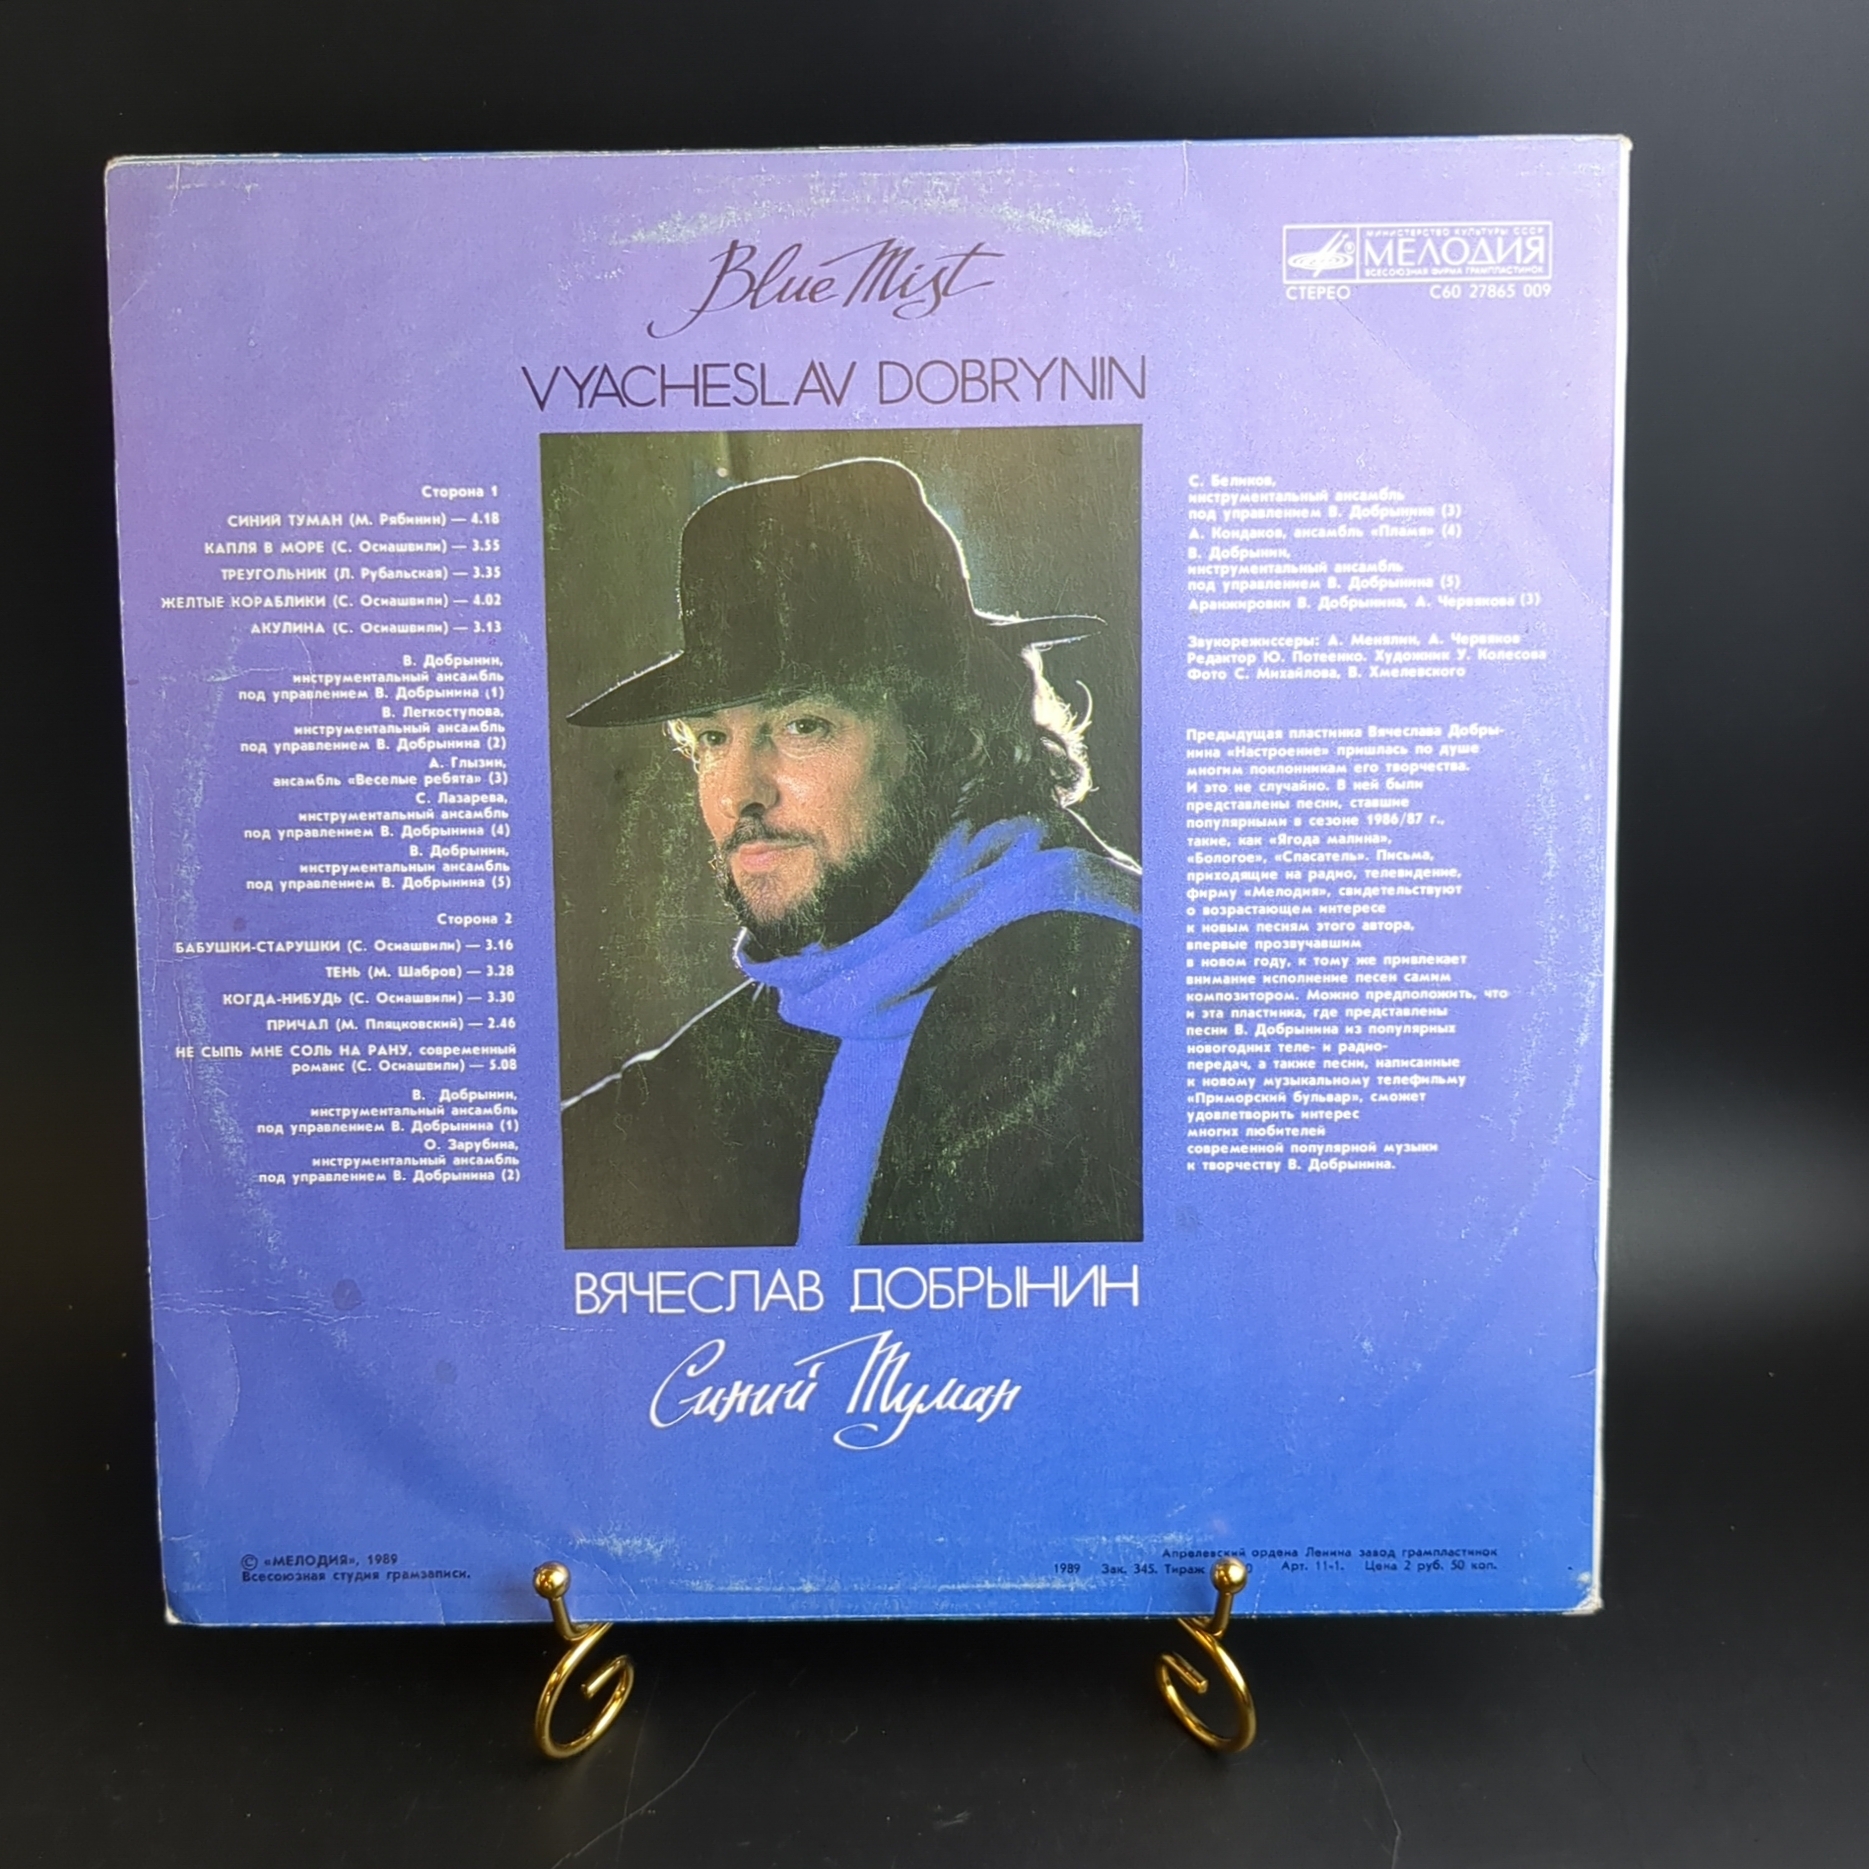 Blue Mist
VYACHESLAV DOBRYNIN
МИНИСТЕРСТВО КУЛЬТУРЫ СССР
МЕЛОДИЯ
ВСЕСОЮЗНАЯ ФИРМА ГРАМПЛАСТИНОК
СТЕРЕО С60 27865 009
Сторона 1
СИНИЙ ТУМАН (М. Рябинин) — 4.18
КАПЛЯ В МОРЕ (С. Осиашвили) — 3.55
ТРЕУГОЛЬНИК (Л. Рубальская) — 3.35
ЖЕЛТЫЕ КОРАБЛИКИ (С. Осиашвили) — 4.02
АКУЛИНА (С. Осиашвили) — 3.13
В. Добрынин,
инструментальный ансамбль
под управлением В. Добрынина (1)
В. Легкоступова,
инструментальный ансамбль
под управлением В. Добрынина (2)
А. Глызин,
ансамбль «Веселые ребята» (3)
С. Лазарева,
инструментальный ансамбль
под управлением В. Добрынина (4)
В. Добрынин,
инструментальный ансамбль
под управлением В. Добрынина (5)
Сторона 2
БАБУШКИ-СТАРУШКИ (С. Осиашвили) — 3.16
ТЕНЬ (М. Шабров) — 3.28
КОГДА-НИБУДЬ (С. Осиашвили) — 3.30
ПРИЧАЛ (М. Пляцковский) — 2.46
НЕ СЫПЬ МНЕ СОЛЬ НА РАНУ, современный
романс (С. Осиашвили) — 5.08
В. Добрынин,
инструментальный ансамбль
под управлением В. Добрынина (1)
О. Зарубина,
инструментальный ансамбль
под управлением В. Добрынина (2)
С. Беликов,
инструментальный ансамбль
под управлением В. Добрынина (3)
А. Кондаков, ансамбль «Пламя» (4)
В. Добрынин,
инструментальный ансамбль
под управлением В. Добрынина (5)
Аранжировки В. Добрынина, А. Червякова (3)
Звукорежиссеры: А. Менялин, А. Червяков
Редактор Ю. Потеенко. Художник У. Колесова
Фото С. Михайлова, В. Хмелевского
Предыдущая пластинка Вячеслава Добры-
нина «Настроение» пришлась по душе
многим поклонникам его творчества.
И это не случайно. В ней были
представлены песни, ставшие
популярными в сезоне 1986/87 г.,
такие, как «Ягода малина»,
«Бологое», «Спасатель». Письма,
приходящие на радио, телевидение,
фирму «Мелодия», свидетельствуют
о возрастающем интересе
к новым песням этого автора,
впервые прозвучавшим
в новом году, к тому же привлекает
внимание исполнение песен самим
композитором. Можно предположить, что
и эта пластинка, где представлены
песни В. Добрынина из популярных
новогодних теле- и радио-
передач, а также песни, написанные
к новому музыкальному телефильму
«Приморский бульвар», сможет
удовлетворить интерес
многих любителей
современной популярной музыки
к творчеству В. Добрынина.
ВЯЧЕСЛАВ ДОБРЫНИН
Синий Туман
© «МЕЛОДИЯ», 1989
Всесоюзная студия грамзаписи.
Апрелевский ордена Ленина завод грампластинок
1989 Зак. 345. Тираж Арт. 11-1. Цена 2 руб. 50 коп.